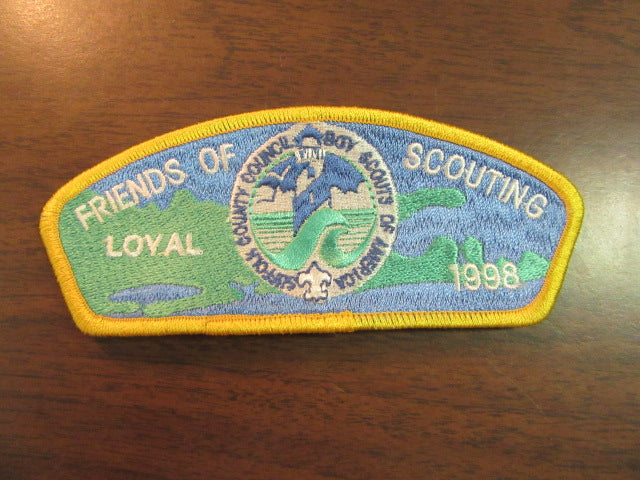 FRIENDS OF SCOUTING
LOYAL
SUFFOLK COUNTY COUNCIL BOY SCOUTS OF AMERICA
1998